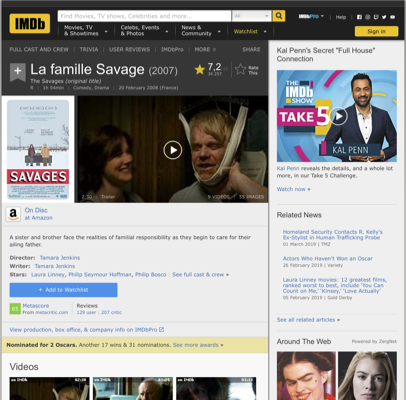 IMDb
Find Movies, TV shows, Celebrities and more...
All
IMDbPro
Help
Movies, TV & Showtimes
Celebs, Events & Photos
News & Community
Watchlist
Sign in
FULL CAST AND CREW | TRIVIA | USER REVIEWS | IMDbPro | MORE
SHARE
La famille Savage (2007)
The Savages (original title)
1h 54min | Comedy, Drama | 20 February 2008 (France)
7,2
Rate This
SAVAGES
2:30 | Trailer
9 VIDEOS | 55 IMAGES
On Disc
at Amazon
A sister and brother face the realities of familial responsibility as they begin to care for their ailing father.
Director: Tamara Jenkins
Writer: Tamara Jenkins
Stars: Laura Linney, Philip Seymour Hoffman, Philip Bosco | See full cast & crew »
+ Add to Watchlist
Metascore
From metacritic.com
Reviews
129 user | 207 critic
View production, box office, & company info on IMDbPro
Nominated for 2 Oscars. Another 17 wins & 31 nominations. See more awards »
Videos
Kal Penn's Secret "Full House" Connection
THE IMDb SHOW
TAKE 5
KAL PENN
Kal Penn reveals the details, and a whole lot more, in our Take 5 Challenge.
Watch now »
Related News
Homeland Security Contacts R. Kelly's Ex-Stylist in Human Trafficking Probe
01 March 2019 | TMZ
Actors Who Haven't Won an Oscar
26 February 2019 | Variety
Laura Linney movies: 12 greatest films, ranked worst to best, include 'You Can Count on Me,' 'Kinsey,' 'Love Actually'
05 February 2019 | Gold Derby
See all related articles »
Around The Web
Powered by ZergNet